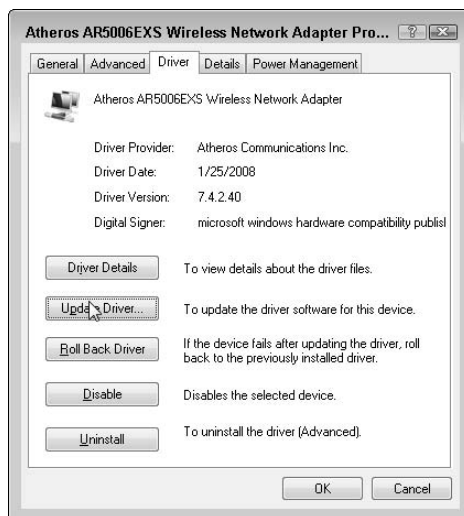 Atheros AR5006EXS Wireless Network Adapter Pro...
General Advanced Driver Details Power Management
Atheros AR5006EXS Wireless Network Adapter
Driver Provider: Atheros Communications Inc.
Driver Date: 1/25/2008
Driver Version: 7.4.2.40
Digital Signer: microsoft windows hardware compatibility publisl
Driver Details To view details about the driver files.
Update Driver... To update the driver software for this device.
Roll Back Driver If the device fails after updating the driver, roll
back to the previously installed driver.
Disable Disables the selected device.
Uninstall To uninstall the driver (Advanced).
OK Cancel